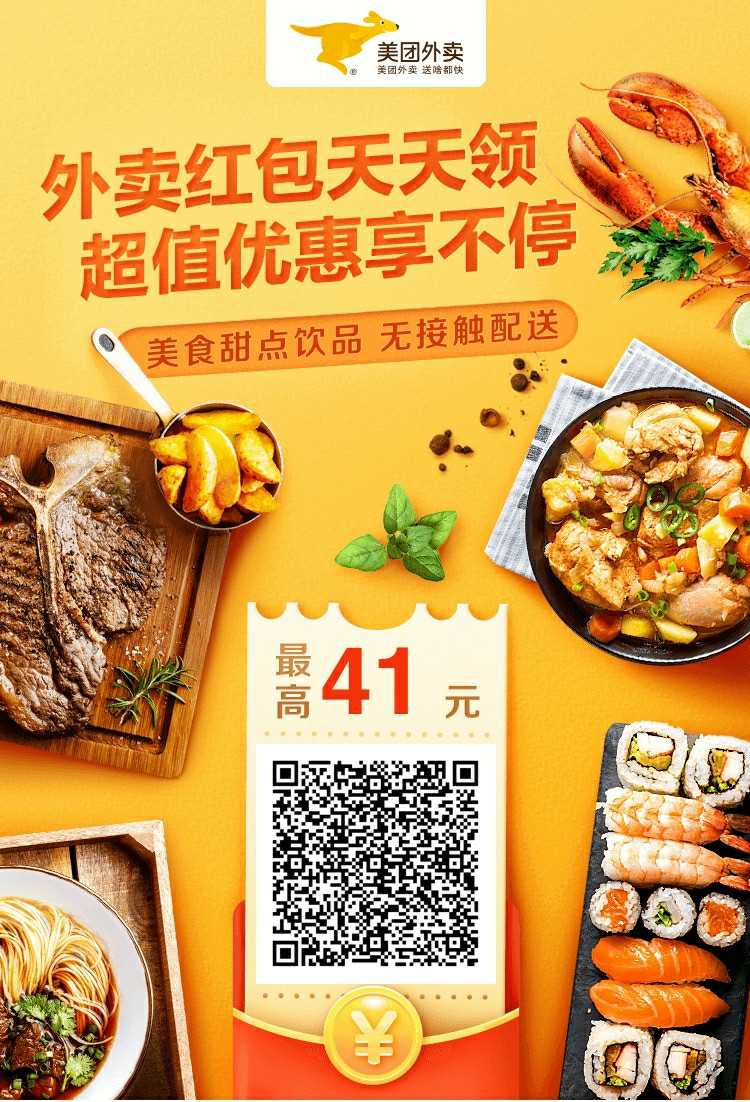 美团外卖
美团外卖 送啥都快
外卖红包天天领
超值优惠享不停
美食甜点饮品 无接触配送
最高41元
¥